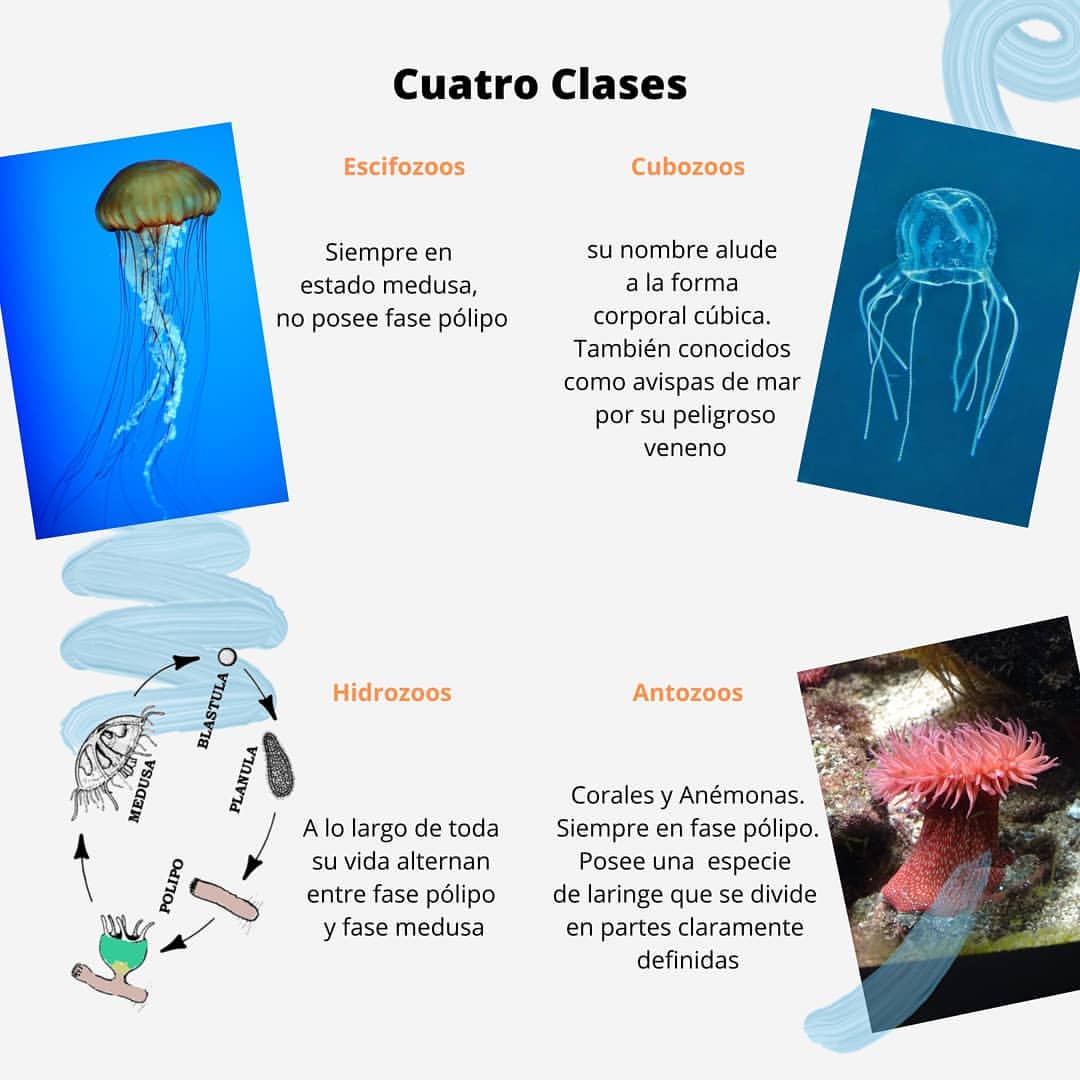 Cuatro Clases
Escifozoos
Siempre en
estado medusa,
no posee fase pólipo
Cubozoos
su nombre alude
a la forma
corporal cúbica.
También conocidos
como avispas de mar
por su peligroso
veneno
Hidrozoos
A lo largo de toda
su vida alternan
entre fase pólipo
y fase medusa
BLASTULA
PLANULA
MEDUSA
POLIPO
Antozoos
Corales y Anémonas.
Siempre en fase pólipo.
Posee una especie
de laringe que se divide
en partes claramente
definidas